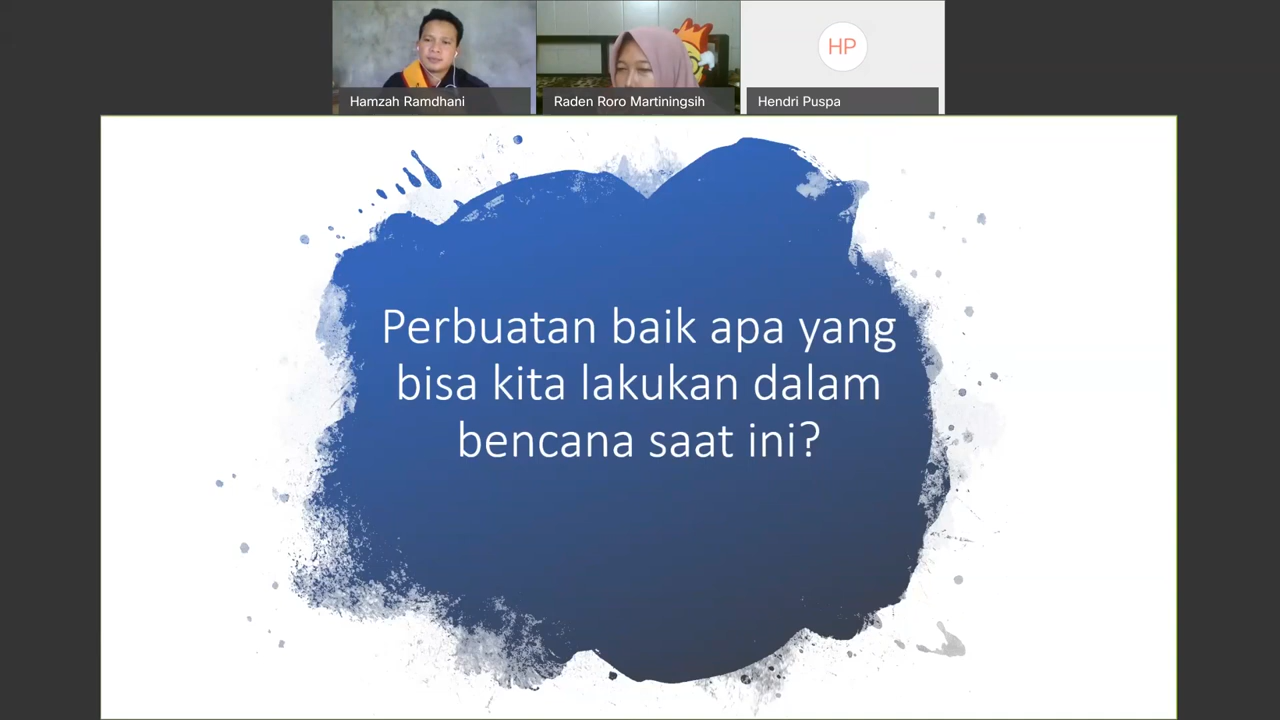 Hamzah Ramdhani
Raden Roro Martiningsih
HP
Hendri Puspa
Perbuatan baik apa yang
bisa kita lakukan dalam
bencana saat ini?